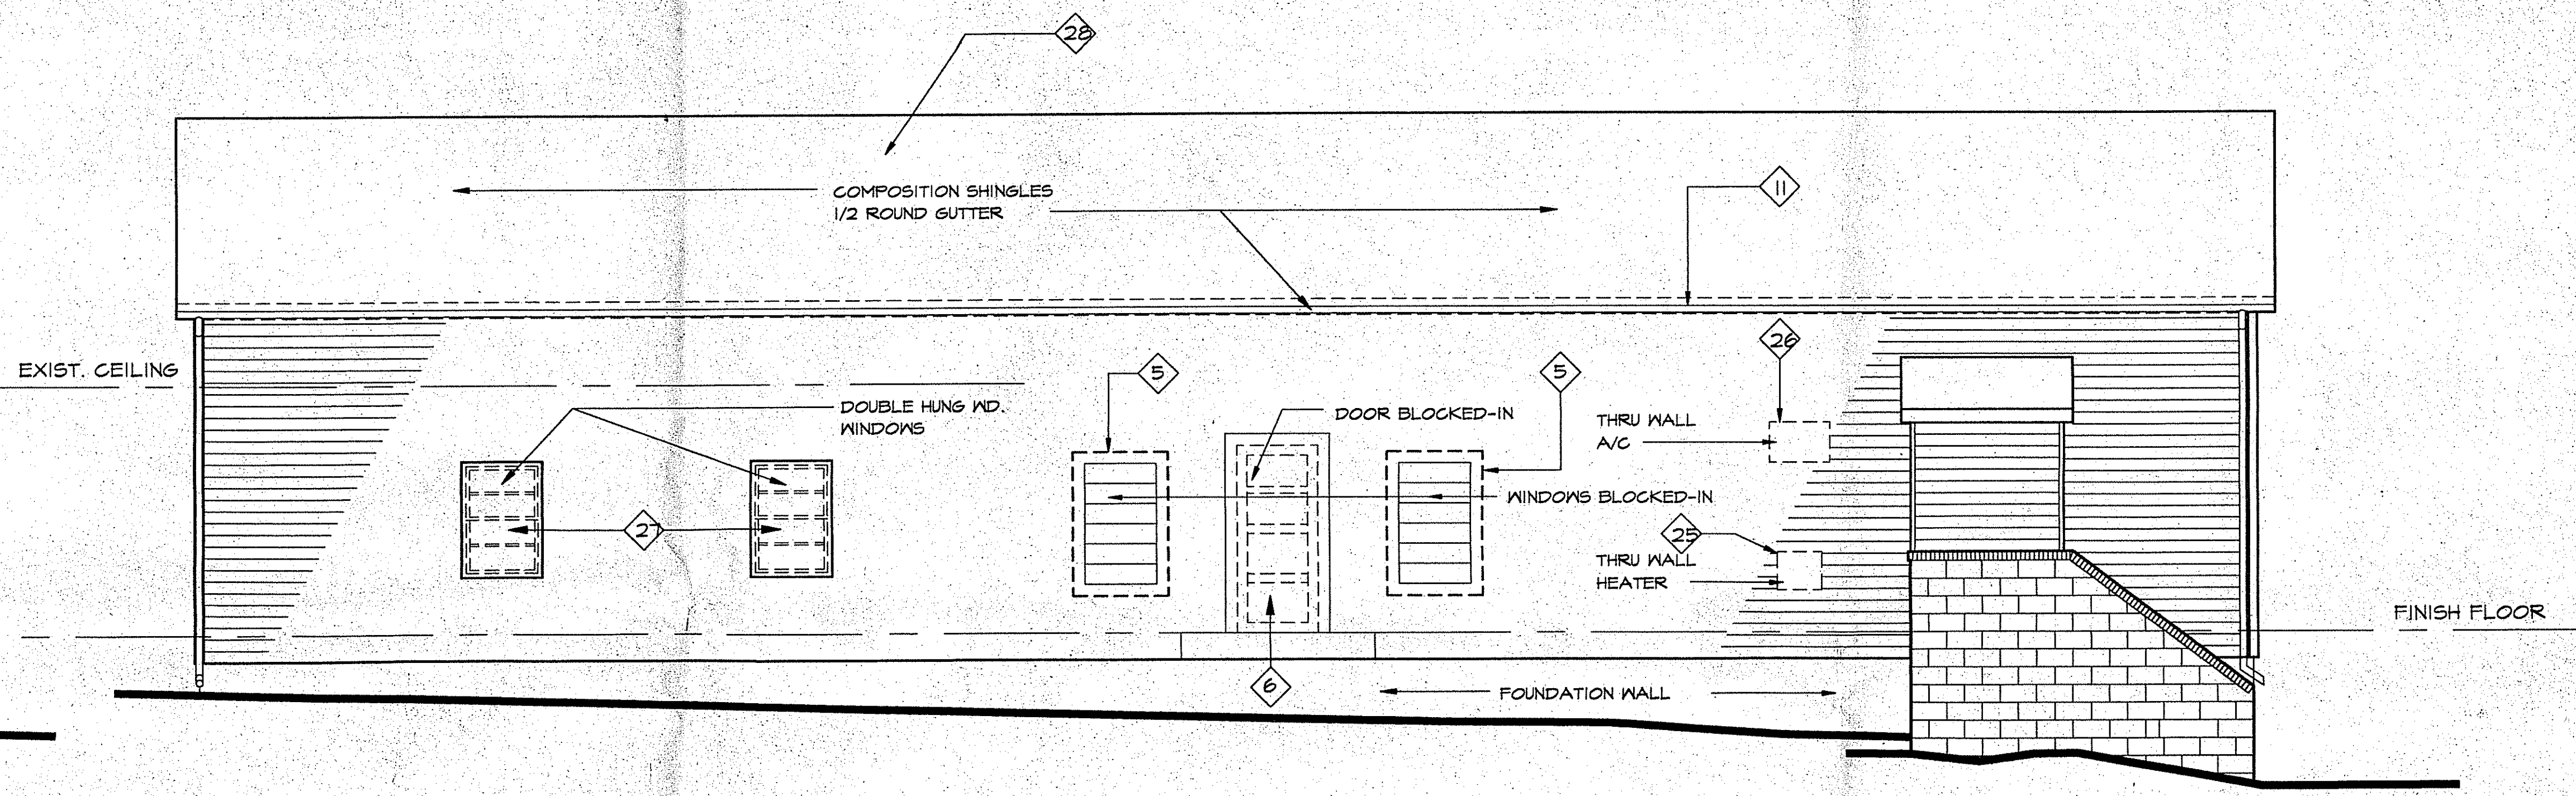 28
COMPOSITION SHINGLES
1/2 ROUND GUTTER
11
26
EXIST. CEILING
5
5
DOUBLE HUNG WD.
WINDOWS
DOOR BLOCKED-IN
THRU WALL
A/C
WINDOWS BLOCKED-IN
27
25
THRU WALL
HEATER
FINISH FLOOR
6
FOUNDATION WALL